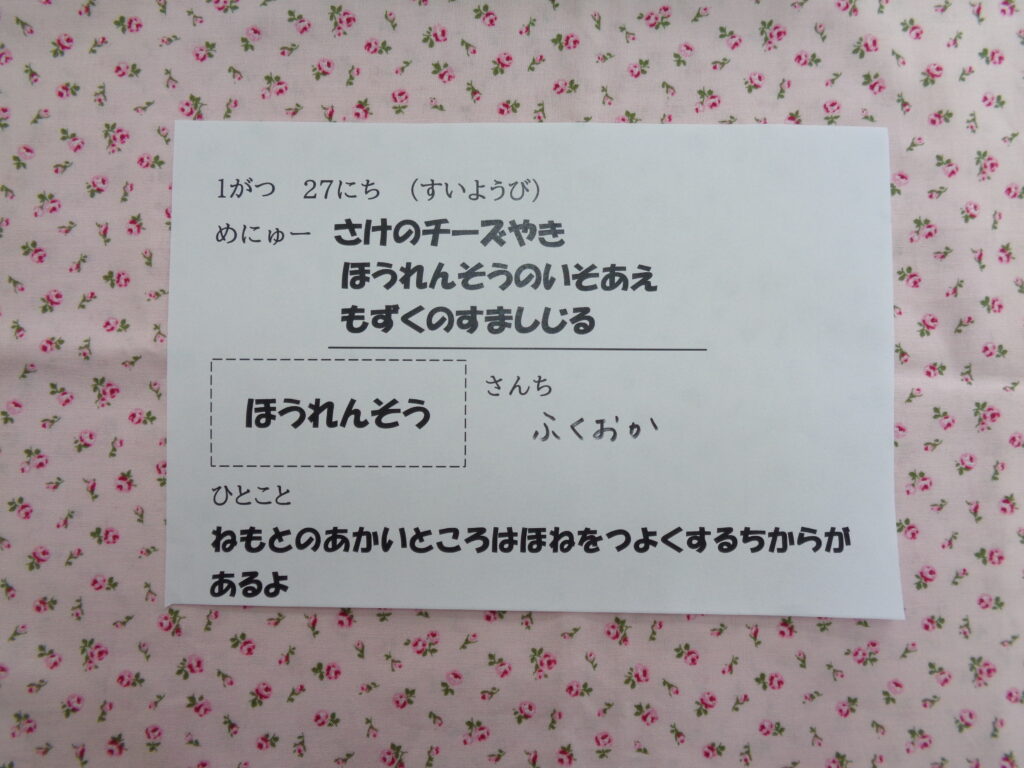 1がつ　27にち　（すいようび）
めにゅー　さけのチーズやき
ほうれんそうのいそあえ
もずくのすましじる
ほうれんそう
さんち
ふくおか
ひとこと
ねもとのあかいところはほねをつよくするちからが
あるよ